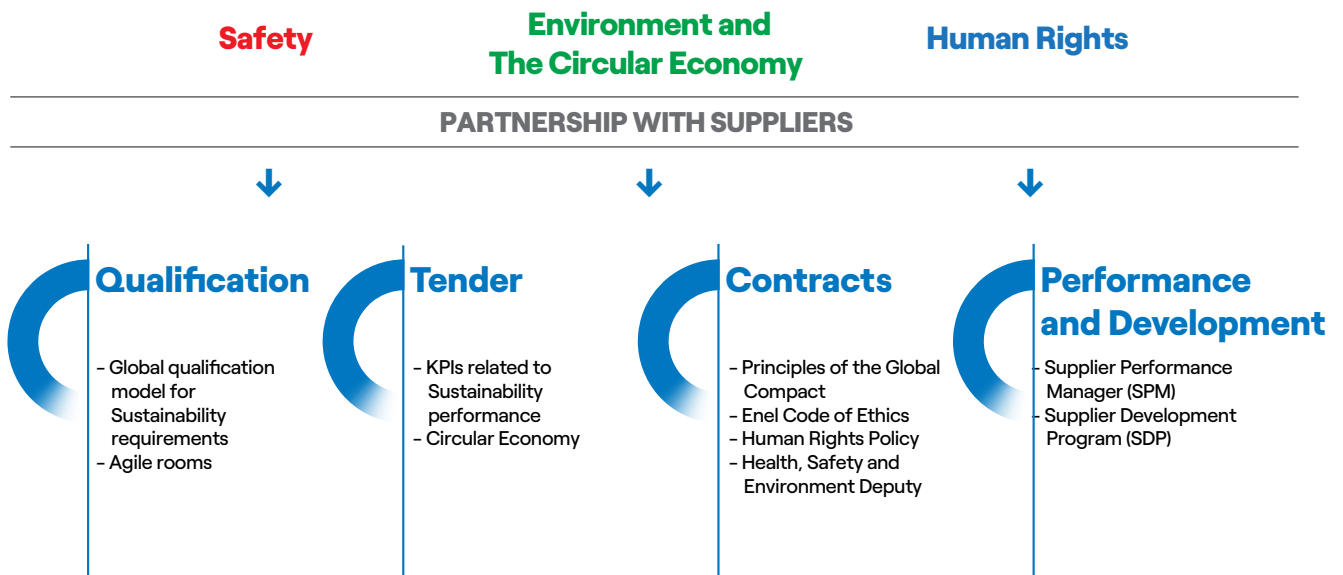 Safety
Environment and
The Circular Economy
Human Rights
PARTNERSHIP WITH SUPPLIERS
Qualification
- Global qualification
model for
Sustainability
requirements
- Agile rooms
Tender
- KPIs related to
Sustainability
performance
- Circular Economy
Contracts
- Principles of the Global
Compact
- Enel Code of Ethics
- Human Rights Policy
- Health, Safety and
Environment Deputy
Performance
and Development
- Supplier Performance
Manager (SPM)
- Supplier Development
Program (SDP)